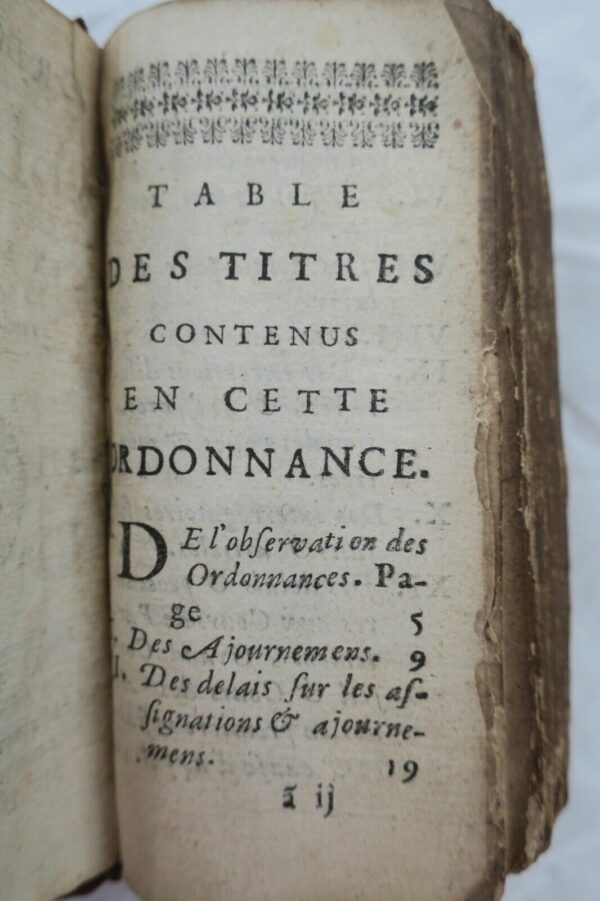 TABLE
DES TITRES
CONTENUS
EN CETTE
ORDONNANCE.
DE l'obſervation des
Ordonnances. Pa-
ge 5
. Des Ajournemens. 9
I. Des delais ſur les aſ-
ſignations & ajourne-
mens. 19
ã ij